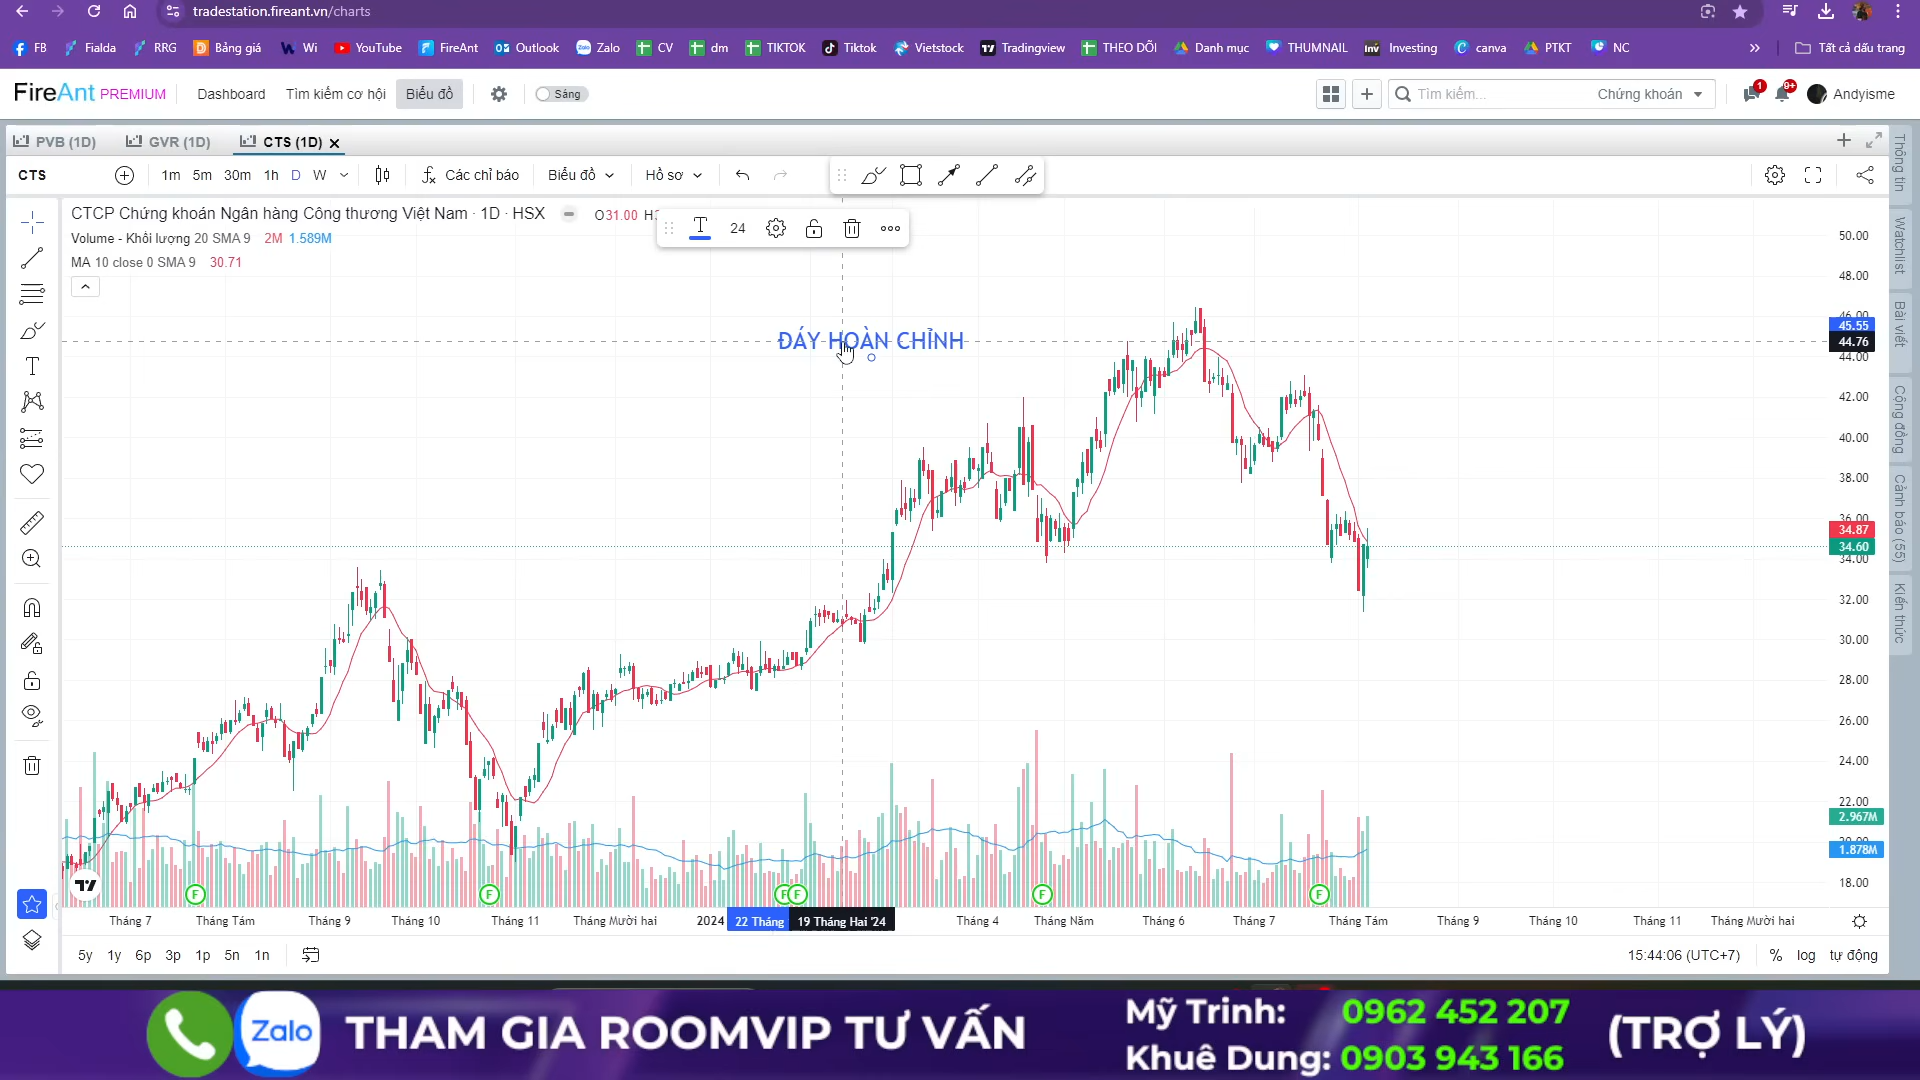 tradestation.fireant.vn/charts
FB Fialda RRG Bảng giá Wi YouTube FireAnt Outlook Zalo CV dm TIKTOK Tiktok Vietstock Tradingview THEO DÕI Danh mục THUMNAIL Investing canva PTKT NC Tất cả dấu trang
FireAnt PREMIUM Dashboard Tìm kiếm cơ hội Biểu đồ Sáng Tìm kiếm... Chứng khoán 1 9+ Andyisme
PVB (1D) GVR (1D) CTS (1D)
CTS 1m 5m 30m 1h D W Các chỉ báo Biểu đồ Hồ sơ
CTCP Chứng khoán Ngân hàng Công thương Việt Nam · 1D · HSX O31.00
24
Volume - Khối lượng 20 SMA 9 2M 1.589M
MA 10 close 0 SMA 9 30.71
ĐÁY HOÀN CHỈNH
50.00
48.00
46.00
45.55
44.76
44.00
42.00
40.00
38.00
36.00
34.87
34.60
34.00
32.00
30.00
28.00
26.00
24.00
22.00
2.967M
1.878M
18.00
Thông tin
Watchlist
Bài viết
Cộng đồng
Cảnh báo (55)
Kiến thức
F F F F F F
Tháng 7 Tháng Tám Tháng 9 Tháng 10 Tháng 11 Tháng Mười hai 2024 22 Tháng 19 Tháng Hai '24 Tháng 4 Tháng Năm Tháng 6 Tháng 7 Tháng Tám Tháng 9 Tháng 10 Tháng 11 Tháng Mười hai
5y 1y 6p 3p 1p 5n 1n 15:44:06 (UTC+7) % log tự động
Zalo THAM GIA ROOMVIP TƯ VẤN
Mỹ Trinh: 0962 452 207
Khuê Dung: 0903 943 166
(TRỢ LÝ)